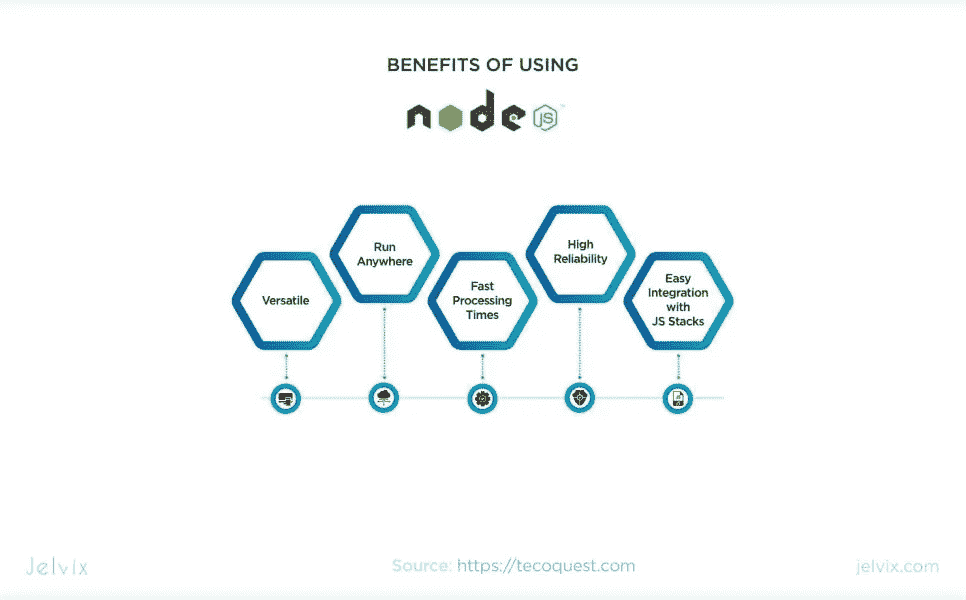 BENEFITS OF USING
node JS
Versatile
Run
Anywhere
Fast
Processing
Times
High
Reliability
Easy
Integration
with
JS Stacks
Jelvix
Source: https://tecoquest.com
jelvix.com